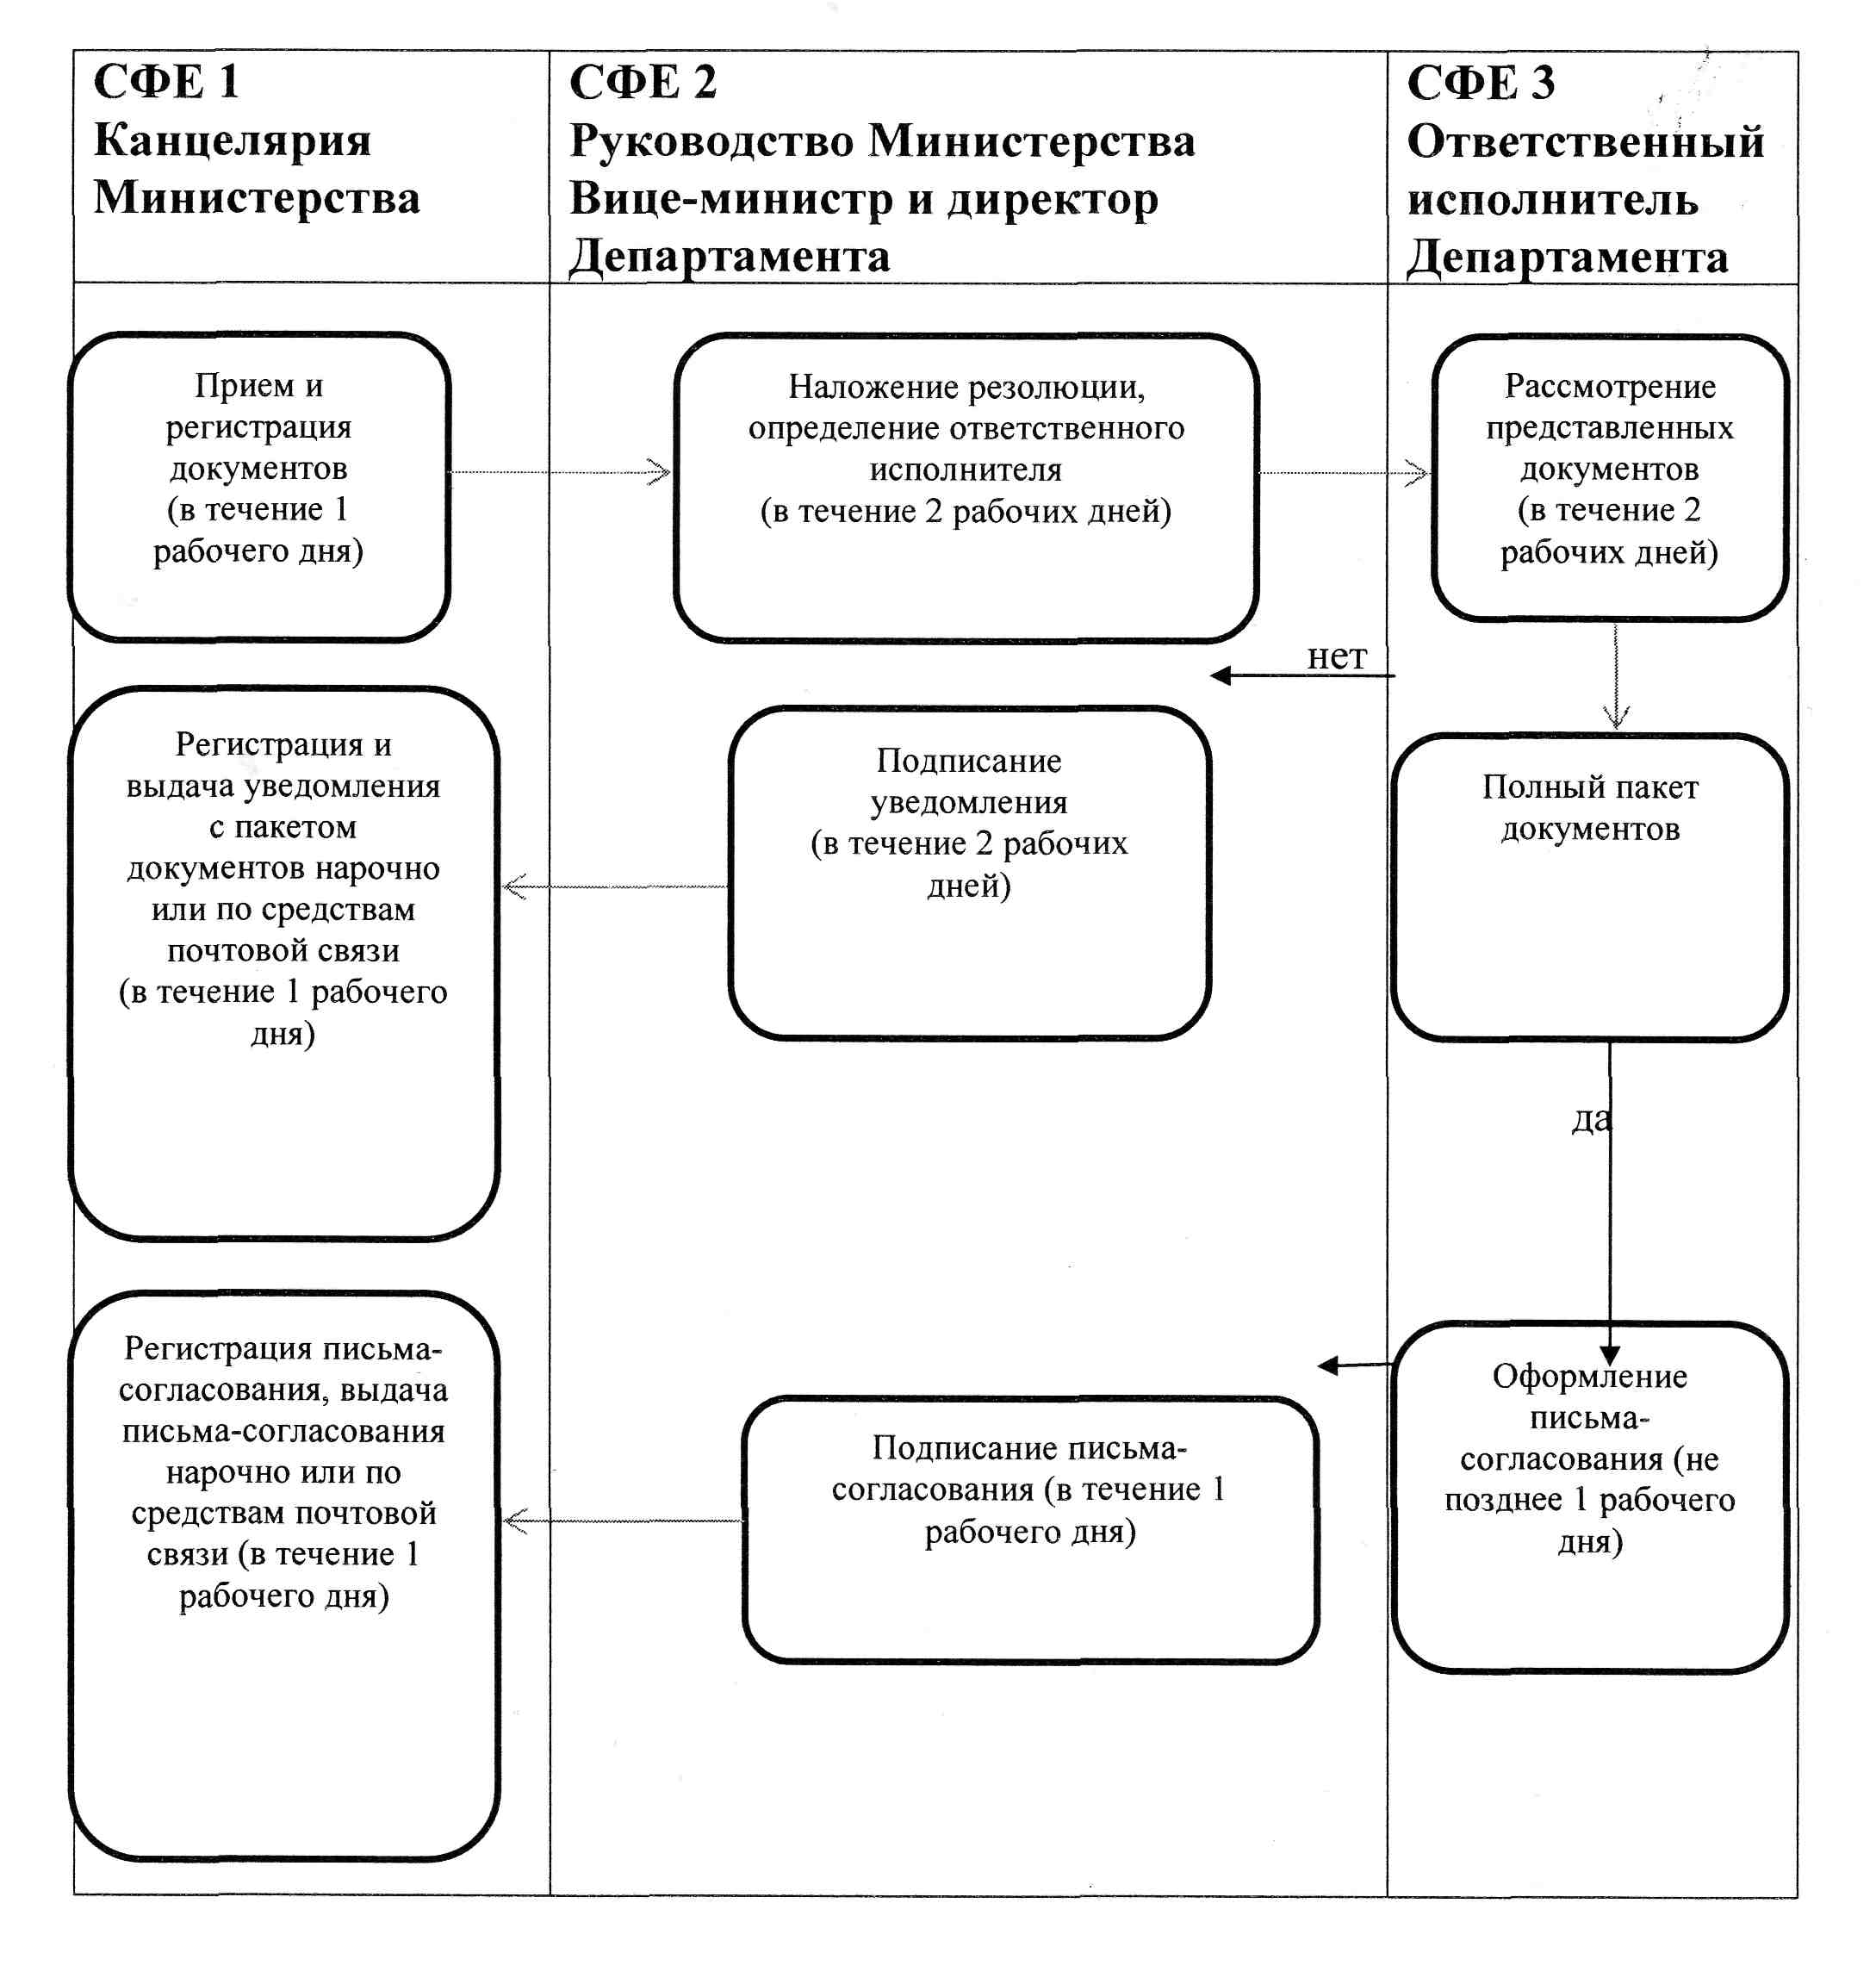 СФЕ 1
Канцелярия
Министерства
СФЕ 2
Руководство Министерства
Вице-министр и директор
Департамента
СФЕ 3
Ответственный
исполнитель
Департамента
Прием и
регистрация
документов
(в течение 1
рабочего дня)
Наложение резолюции,
определение ответственного
исполнителя
(в течение 2 рабочих дней)
Рассмотрение
представленных
документов
(в течение 2
рабочих дней)
нет
Регистрация и
выдача уведомления
с пакетом
документов нарочно
или по средствам
почтовой связи
(в течение 1 рабочего
дня)
Подписание
уведомления
(в течение 2 рабочих
дней)
Полный пакет
документов
да
Регистрация письма-
согласования, выдача
письма-согласования
нарочно или по
средствам почтовой
связи (в течение 1
рабочего дня)
Подписание письма-
согласования (в течение 1
рабочего дня)
Оформление
письма-
согласования (не
позднее 1 рабочего
дня)